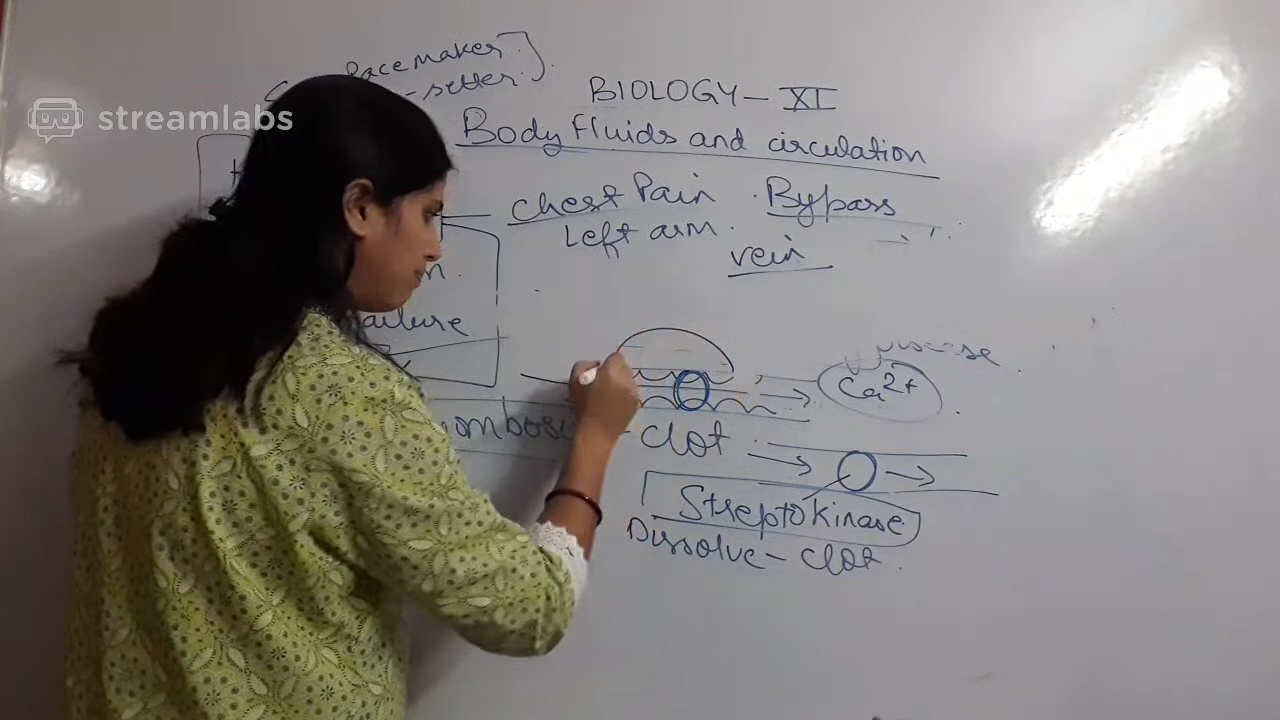 Pacemaker
-setter
streamlabs
BIOLOGY - XI
Body fluids and circulation
Chest Pain . Bypass
Left arm.
vein
failure
Ca2+
- clot
Streptokinase
Dissolve - clot.